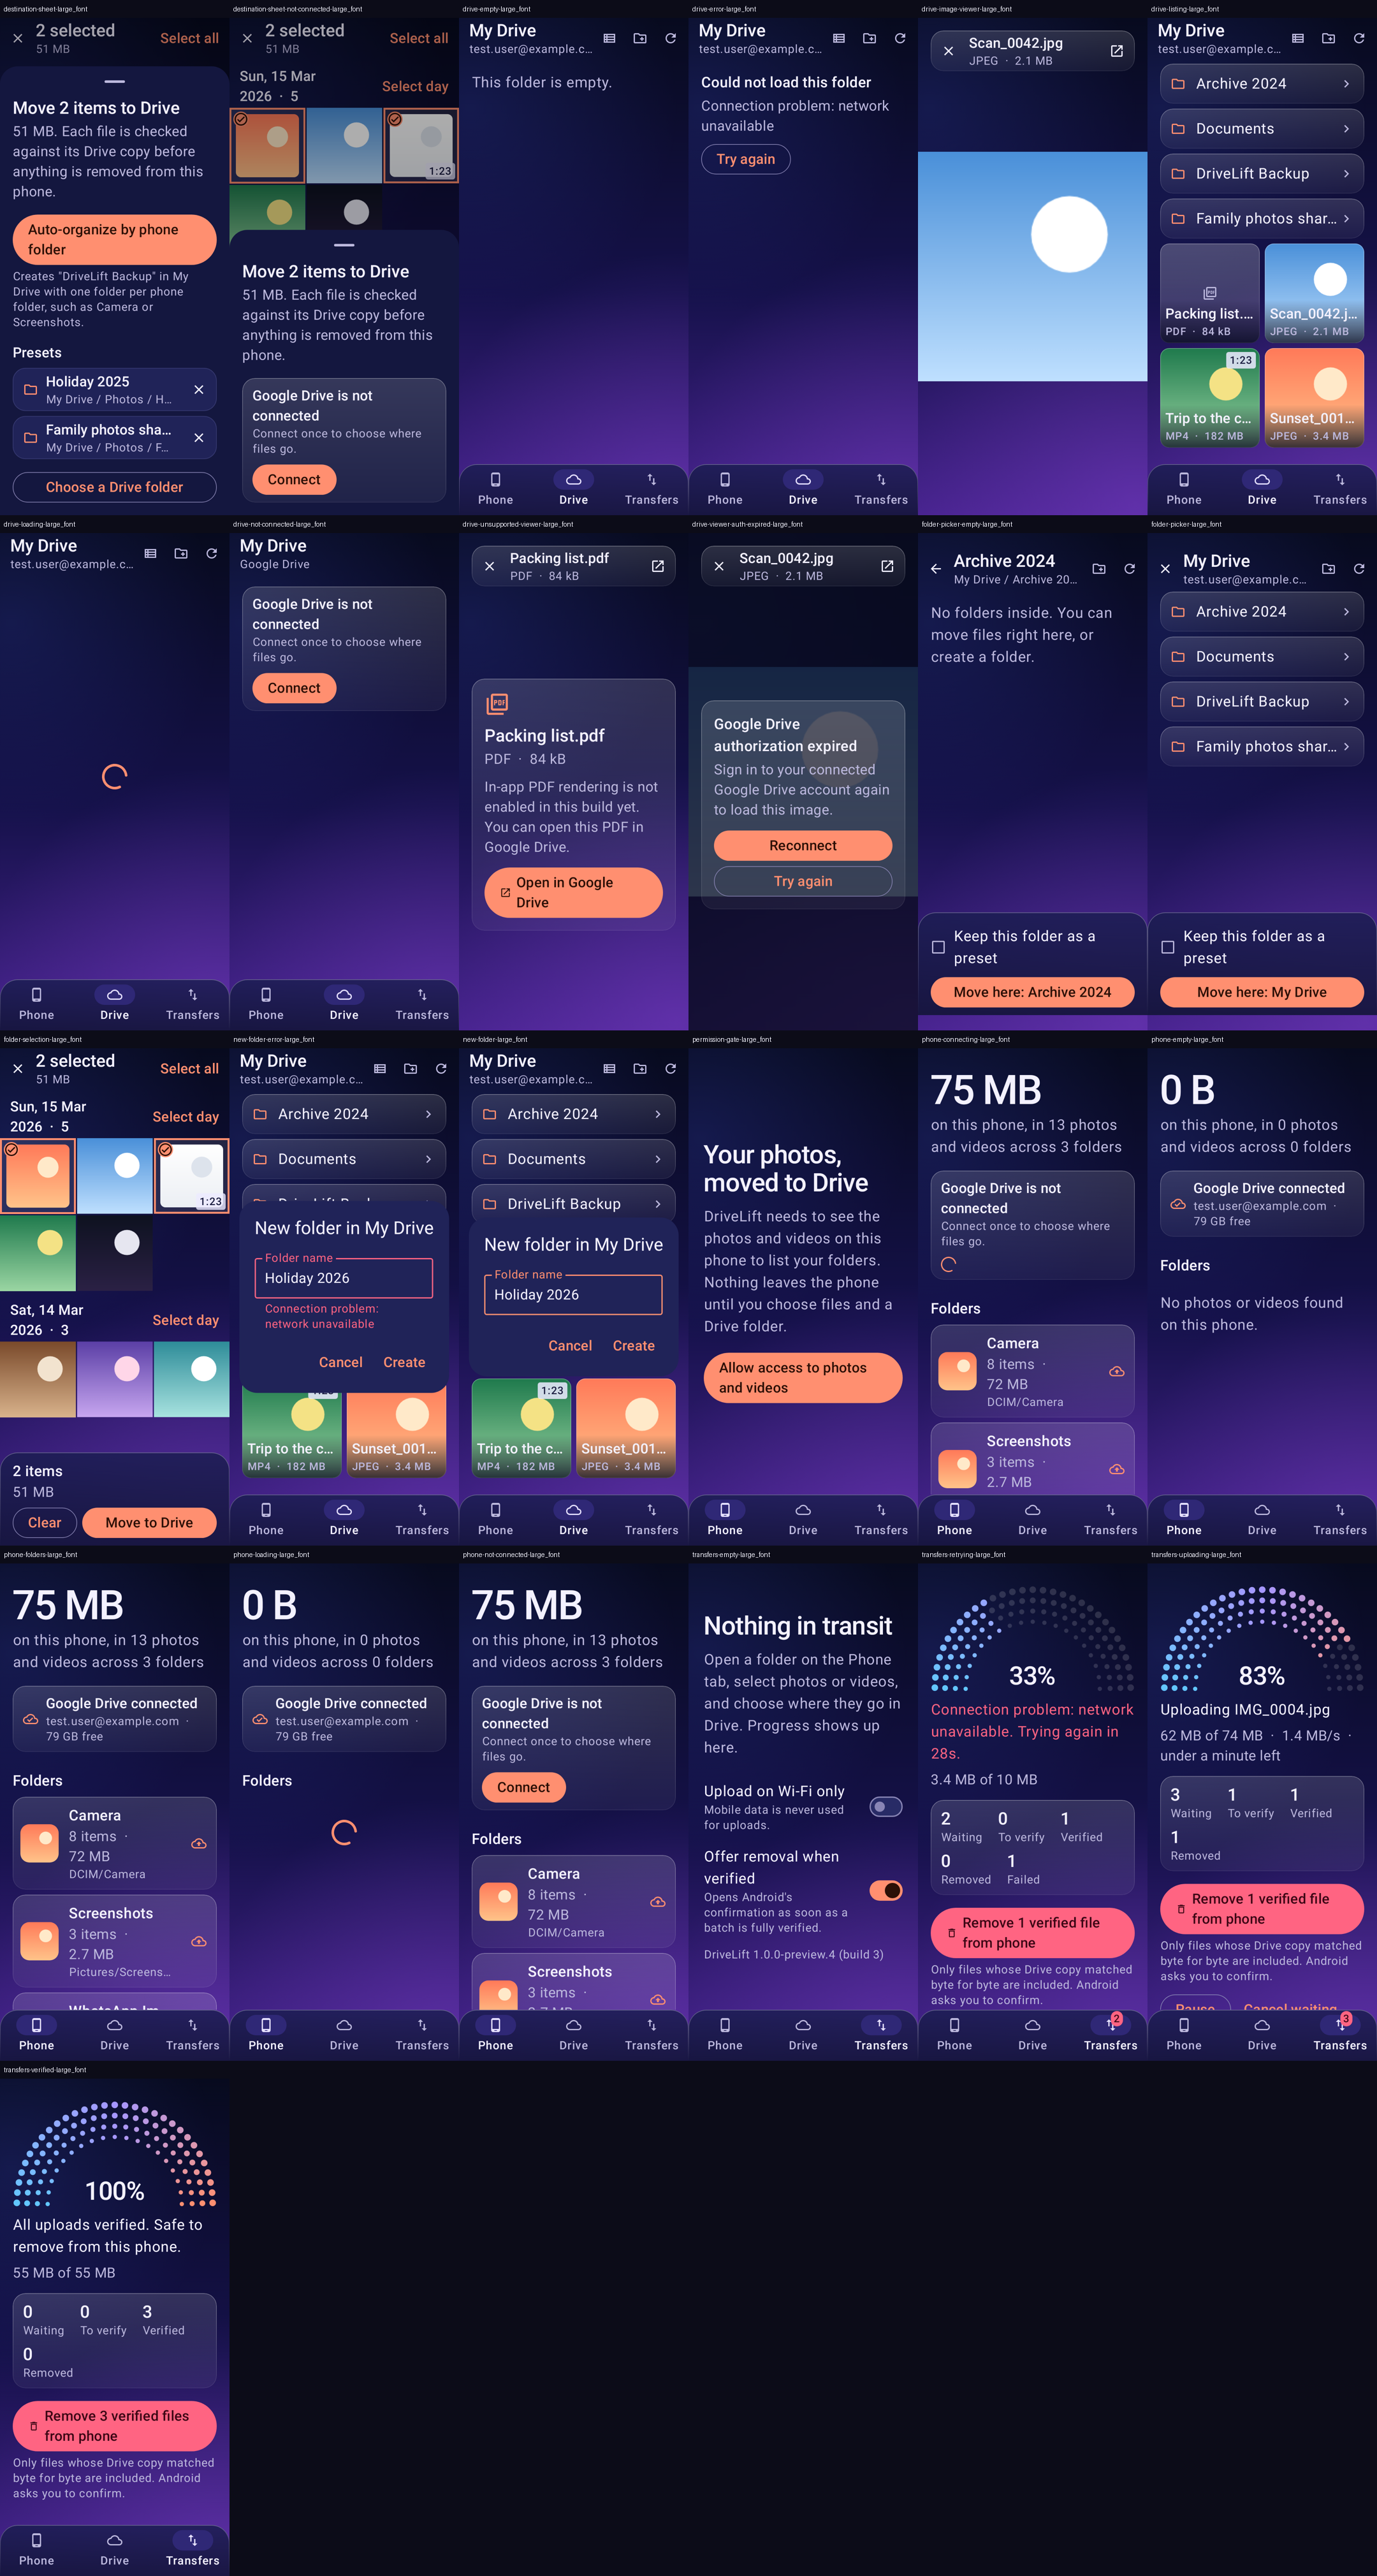 destination-sheet-large_font
2 selected
51 MB
Select all
Move 2 items to Drive
51 MB. Each file is checked
against its Drive copy before
anything is removed from this
phone.
Auto-organize by phone
folder
Creates "DriveLift Backup" in My
Drive with one folder per phone
folder, such as Camera or
Screenshots.
Presets
Holiday 2025
My Drive / Photos / H...
Family photos sha...
My Drive / Photos / F...
Choose a Drive folder
destination-sheet-not-connected-large_font
2 selected
51 MB
Select all
Sun, 15 Mar
2026 · 5
Select day
1:23
Move 2 items to Drive
51 MB. Each file is checked
against its Drive copy before
anything is removed from this
phone.
Google Drive is not
connected
Connect once to choose where
files go.
Connect
drive-empty-large_font
My Drive
test.user@example.c...
This folder is empty.
Phone
Drive
Transfers
drive-error-large_font
My Drive
test.user@example.c...
Could not load this folder
Connection problem: network
unavailable
Try again
Phone
Drive
Transfers
drive-image-viewer-large_font
Scan_0042.jpg
JPEG · 2.1 MB
drive-listing-large_font
My Drive
test.user@example.c...
Archive 2024
Documents
DriveLift Backup
Family photos shar...
PDF
Packing list....
PDF · 84 kB
Scan_0042.j...
JPEG · 2.1 MB
1:23
Trip to the c...
MP4 · 182 MB
Sunset_001...
JPEG · 3.4 MB
Phone
Drive
Transfers
drive-loading-large_font
My Drive
test.user@example.c...
Phone
Drive
Transfers
drive-not-connected-large_font
My Drive
Google Drive
Google Drive is not
connected
Connect once to choose where
files go.
Connect
Phone
Drive
Transfers
drive-unsupported-viewer-large_font
Packing list.pdf
PDF · 84 kB
PDF
Packing list.pdf
PDF · 84 kB
In-app PDF rendering is not
enabled in this build yet.
You can open this PDF in
Google Drive.
Open in Google
Drive
drive-viewer-auth-expired-large_font
Scan_0042.jpg
JPEG · 2.1 MB
Google Drive
authorization expired
Sign in to your connected
Google Drive account again
to load this image.
Reconnect
Try again
folder-picker-empty-large_font
Archive 2024
My Drive / Archive 20...
No folders inside. You can
move files right here, or
create a folder.
Keep this folder as a
preset
Move here: Archive 2024
folder-picker-large_font
My Drive
test.user@example.c...
Archive 2024
Documents
DriveLift Backup
Family photos shar...
Keep this folder as a
preset
Move here: My Drive
folder-selection-large_font
2 selected
51 MB
Select all
Sun, 15 Mar
2026 · 5
Select day
1:23
Sat, 14 Mar
2026 · 3
Select day
2 items
51 MB
Clear
Move to Drive
new-folder-error-large_font
My Drive
test.user@example.c...
Archive 2024
Documents
New folder in My Drive
Folder name
Holiday 2026
Connection problem:
network unavailable
Cancel
Create
Trip to the c...
MP4 · 182 MB
Sunset_001...
JPEG · 3.4 MB
Phone
Drive
Transfers
new-folder-large_font
My Drive
test.user@example.c...
Archive 2024
Documents
DriveLift Backup
New folder in My Drive
Folder name
Holiday 2026
Cancel
Create
1:23
Trip to the c...
MP4 · 182 MB
Sunset_001...
JPEG · 3.4 MB
Phone
Drive
Transfers
permission-gate-large_font
Your photos,
moved to Drive
DriveLift needs to see the
photos and videos on this
phone to list your folders.
Nothing leaves the phone
until you choose files and a
Drive folder.
Allow access to photos
and videos
Phone
Drive
Transfers
phone-connecting-large_font
75 MB
on this phone, in 13 photos
and videos across 3 folders
Google Drive is not
connected
Connect once to choose where
files go.
Folders
Camera
8 items ·
72 MB
DCIM/Camera
Screenshots
3 items ·
2.7 MB
Phone
Drive
Transfers
phone-empty-large_font
0 B
on this phone, in 0 photos
and videos across 0 folders
Google Drive connected
test.user@example.com ·
79 GB free
Folders
No photos or videos found
on this phone.
Phone
Drive
Transfers
phone-folders-large_font
75 MB
on this phone, in 13 photos
and videos across 3 folders
Google Drive connected
test.user@example.com ·
79 GB free
Folders
Camera
8 items ·
72 MB
DCIM/Camera
Screenshots
3 items ·
2.7 MB
Pictures/Screens...
Phone
Drive
Transfers
phone-loading-large_font
0 B
on this phone, in 0 photos
and videos across 0 folders
Google Drive connected
test.user@example.com ·
79 GB free
Folders
Phone
Drive
Transfers
phone-not-connected-large_font
75 MB
on this phone, in 13 photos
and videos across 3 folders
Google Drive is not
connected
Connect once to choose where
files go.
Connect
Folders
Camera
8 items ·
72 MB
DCIM/Camera
Screenshots
3 items ·
Phone
Drive
Transfers
transfers-empty-large_font
Nothing in transit
Open a folder on the Phone
tab, select photos or videos,
and choose where they go in
Drive. Progress shows up
here.
Upload on Wi-Fi only
Mobile data is never used
for uploads.
Offer removal when
verified
Opens Android's
confirmation as soon as a
batch is fully verified.
DriveLift 1.0.0-preview.4 (build 3)
Phone
Drive
Transfers
transfers-retrying-large_font
33%
Connection problem: network
unavailable. Trying again in
28s.
3.4 MB of 10 MB
2
Waiting
0
To verify
1
Verified
0
Removed
1
Failed
Remove 1 verified file
from phone
Only files whose Drive copy matched
byte for byte are included. Android
asks you to confirm.
Phone
Drive
2
Transfers
transfers-uploading-large_font
83%
Uploading IMG_0004.jpg
62 MB of 74 MB · 1.4 MB/s ·
under a minute left
3
Waiting
1
To verify
1
Verified
1
Removed
Remove 1 verified file
from phone
Only files whose Drive copy matched
byte for byte are included. Android
asks you to confirm.
Pause
Cancel waiting
Phone
Drive
3
Transfers
transfers-verified-large_font
100%
All uploads verified. Safe to
remove from this phone.
55 MB of 55 MB
0
Waiting
0
To verify
3
Verified
0
Removed
Remove 3 verified files
from phone
Only files whose Drive copy matched
byte for byte are included. Android
asks you to confirm.
Phone
Drive
Transfers